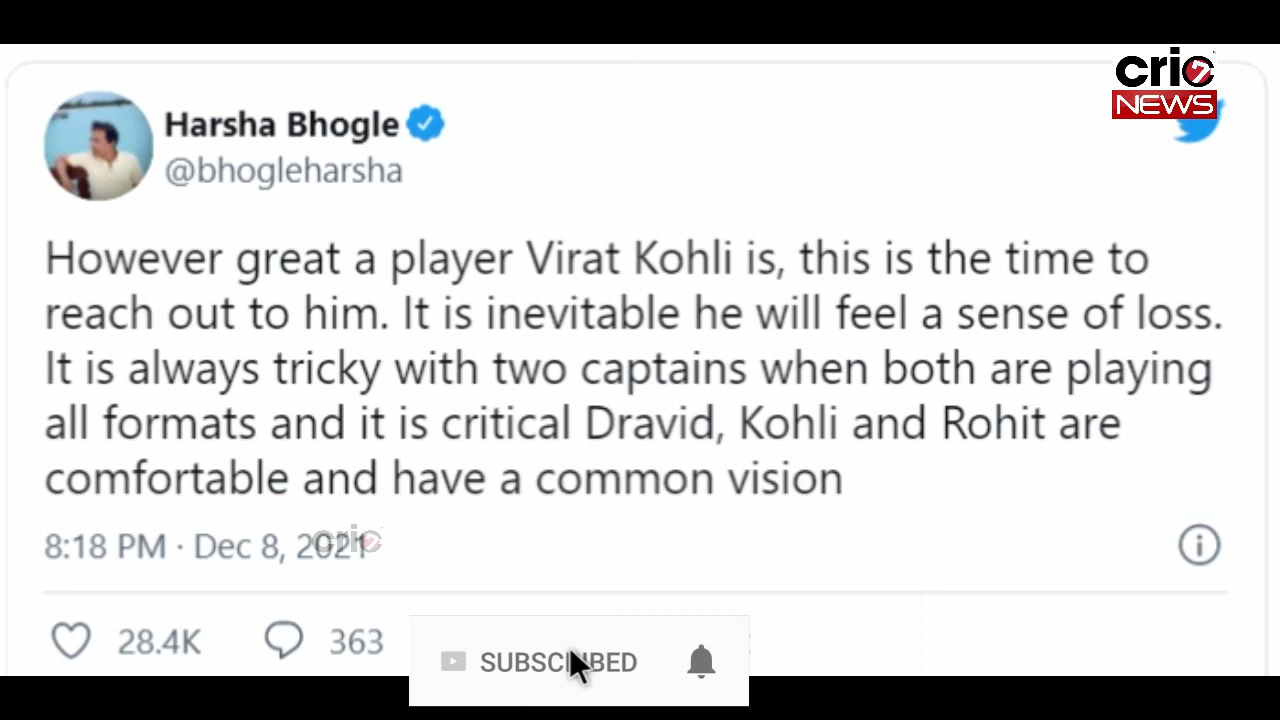 cric7
NEWS
Harsha Bhogle
@bhogleharsha
However great a player Virat Kohli is, this is the time to
reach out to him. It is inevitable he will feel a sense of loss.
It is always tricky with two captains when both are playing
all formats and it is critical Dravid, Kohli and Rohit are
comfortable and have a common vision
8:18 PM · Dec 8, 2021
cric
28.4K 363
SUBSCRIBED